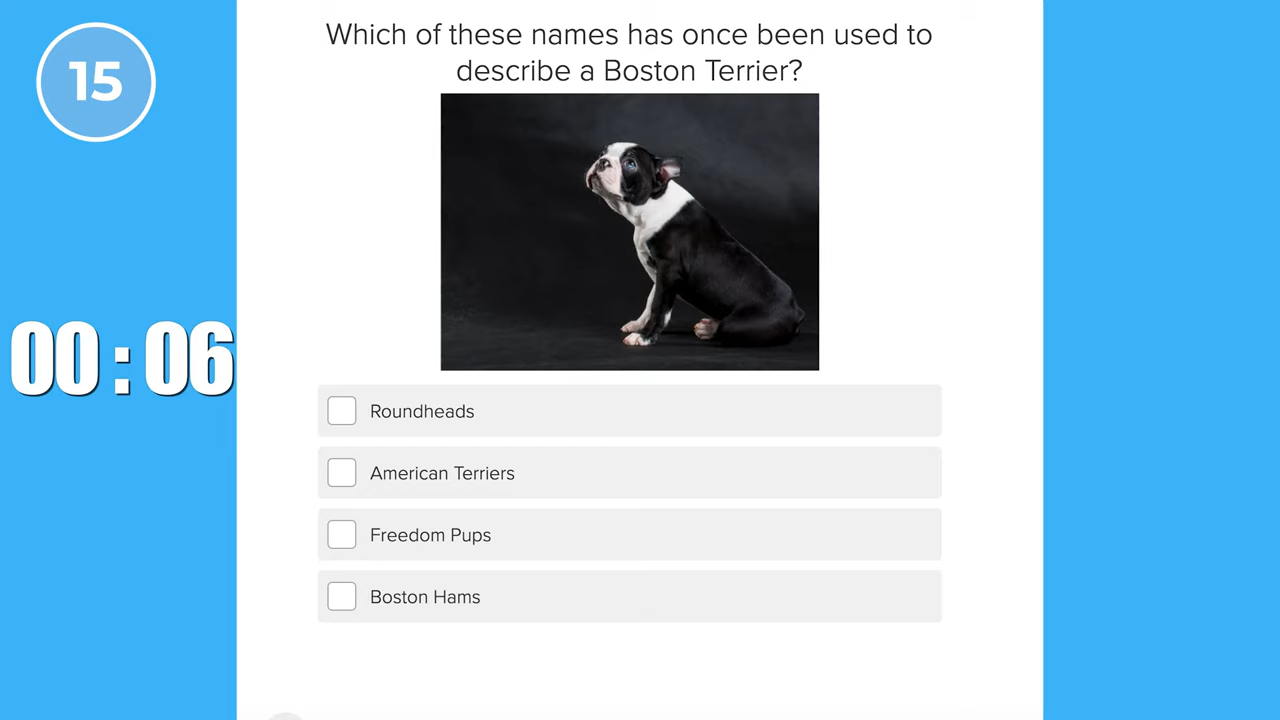 15
Which of these names has once been used to
describe a Boston Terrier?
00:06
Roundheads
American Terriers
Freedom Pups
Boston Hams